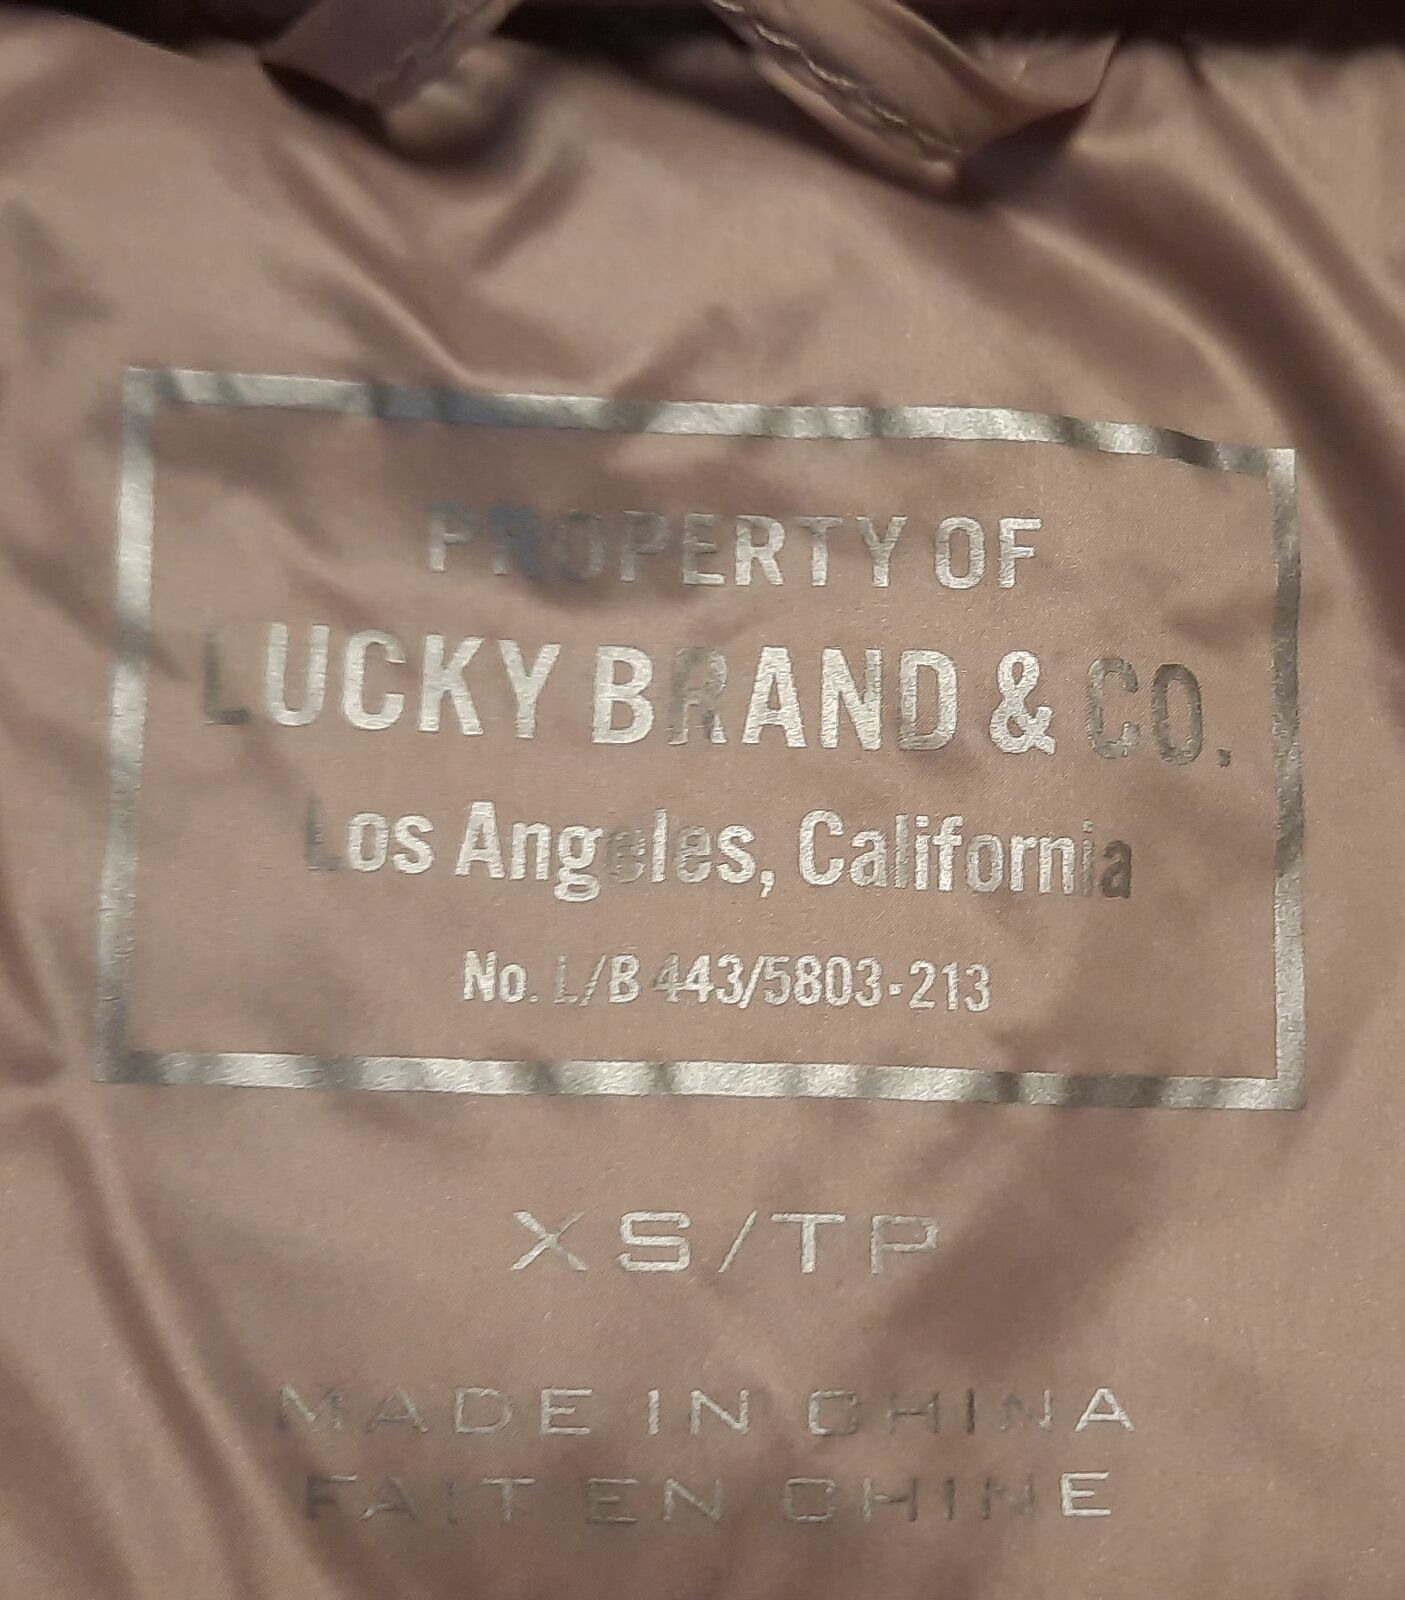 PROPERTY OF
LUCKY BRAND & CO.
Los Angeles, California
No. L/B 443/5803-213
XS/TP
MADE IN CHINA
FAIT EN CHINE